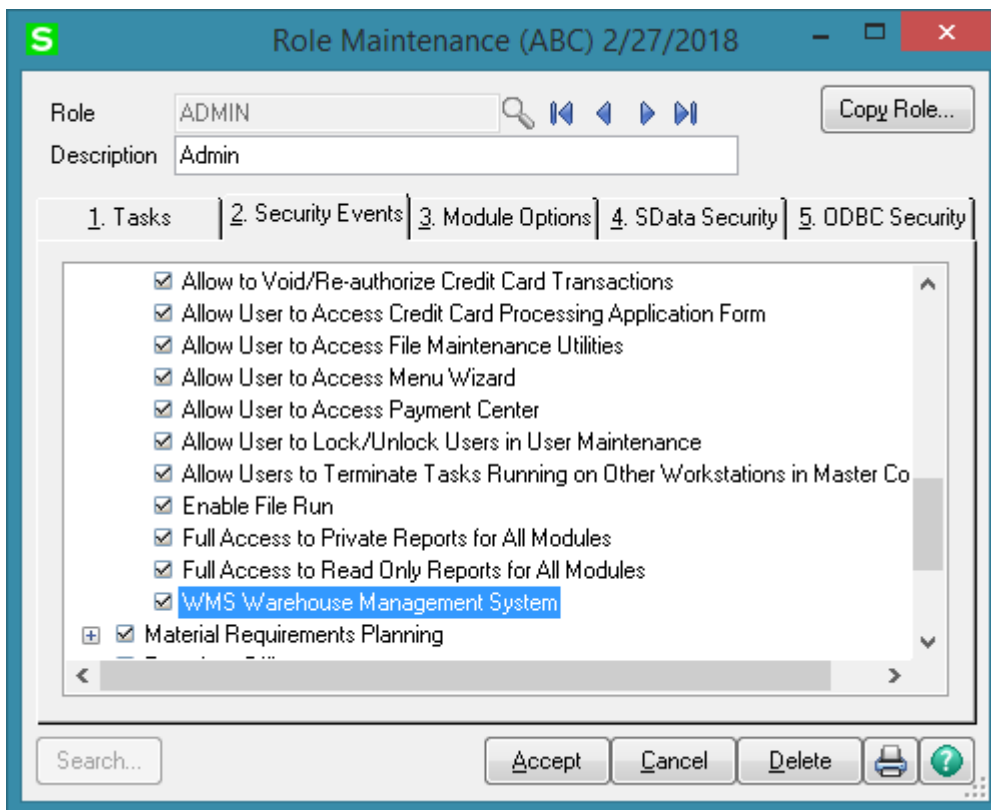 S Role Maintenance (ABC) 2/27/2018
Role ADMIN Copy Role...
Description Admin
1. Tasks 2. Security Events 3. Module Options 4. SData Security 5. ODBC Security
Allow to Void/Re-authorize Credit Card Transactions
Allow User to Access Credit Card Processing Application Form
Allow User to Access File Maintenance Utilities
Allow User to Access Menu Wizard
Allow User to Access Payment Center
Allow User to Lock/Unlock Users in User Maintenance
Allow Users to Terminate Tasks Running on Other Workstations in Master Co
Enable File Run
Full Access to Private Reports for All Modules
Full Access to Read Only Reports for All Modules
WMS Warehouse Management System
Material Requirements Planning
Search... Accept Cancel Delete